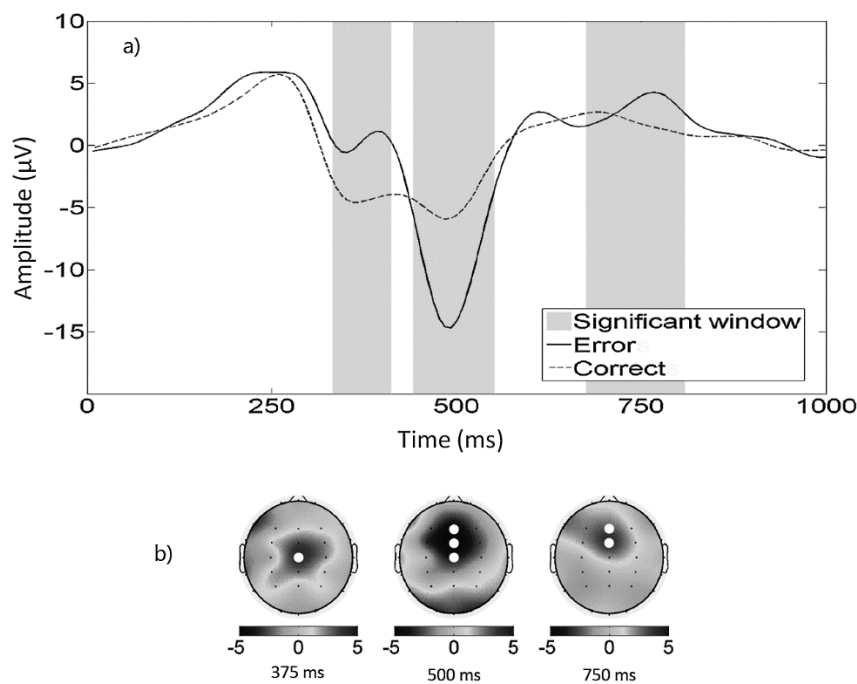 a)
Amplitude (µV)
10
5
0
-5
-10
-15
Significant window
Error
Correct
0 250 500 750 1000
Time (ms)
b)
-5 0 5
375 ms
-5 0 5
500 ms
-5 0 5
750 ms